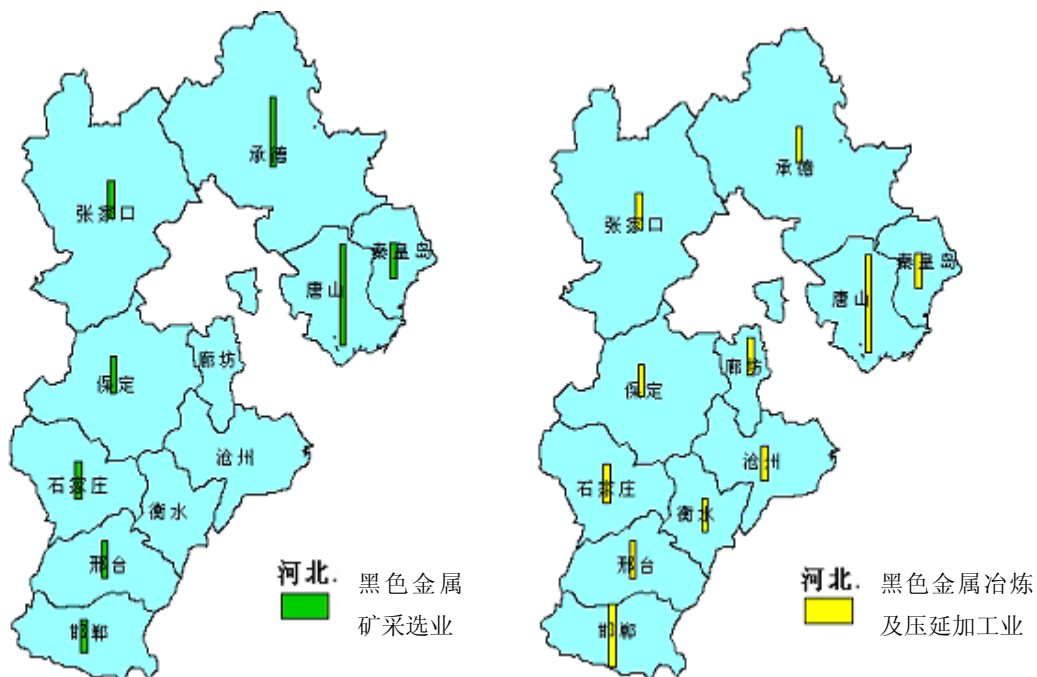 承德
张家口
秦皇岛
唐山
廊坊
保定
沧州
石家庄
衡水
邢台
邯郸
河北.
黑色金属
矿采选业
承德
张家口
秦皇岛
唐山
廊坊
保定
沧州
石家庄
衡水
邢台
邯郸
河北.
黑色金属冶炼
及压延加工业